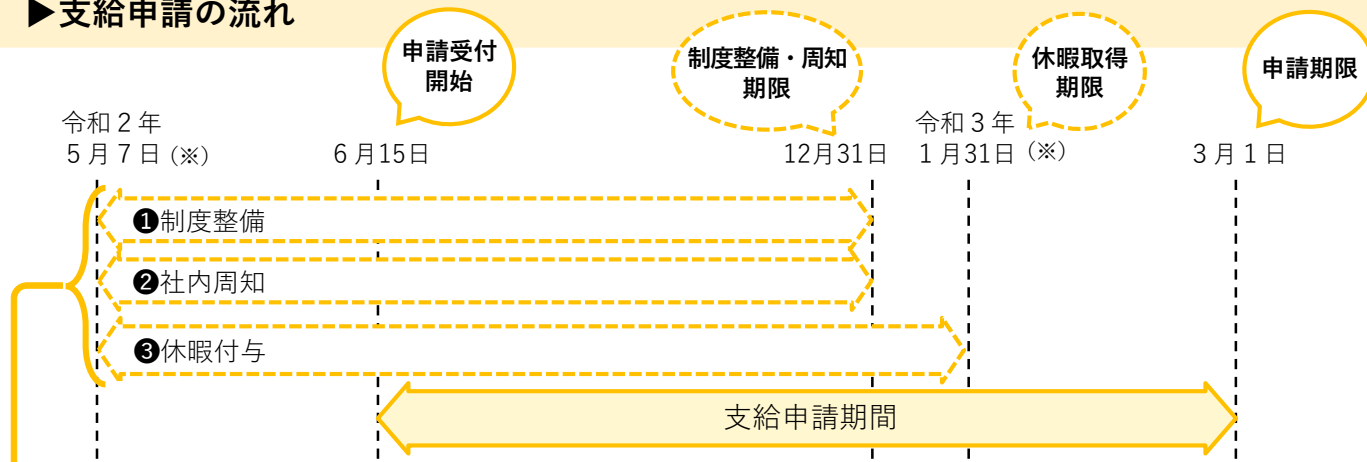 ▶支給申請の流れ
申請受付
開始
制度整備・周知
期限
休暇取得
期限
申請期限
令和２年
５月７日(※)
６月15日
12月31日
令和３年
１月31日(※)
３月１日
❶制度整備
❷社内周知
❸休暇付与
支給申請期間